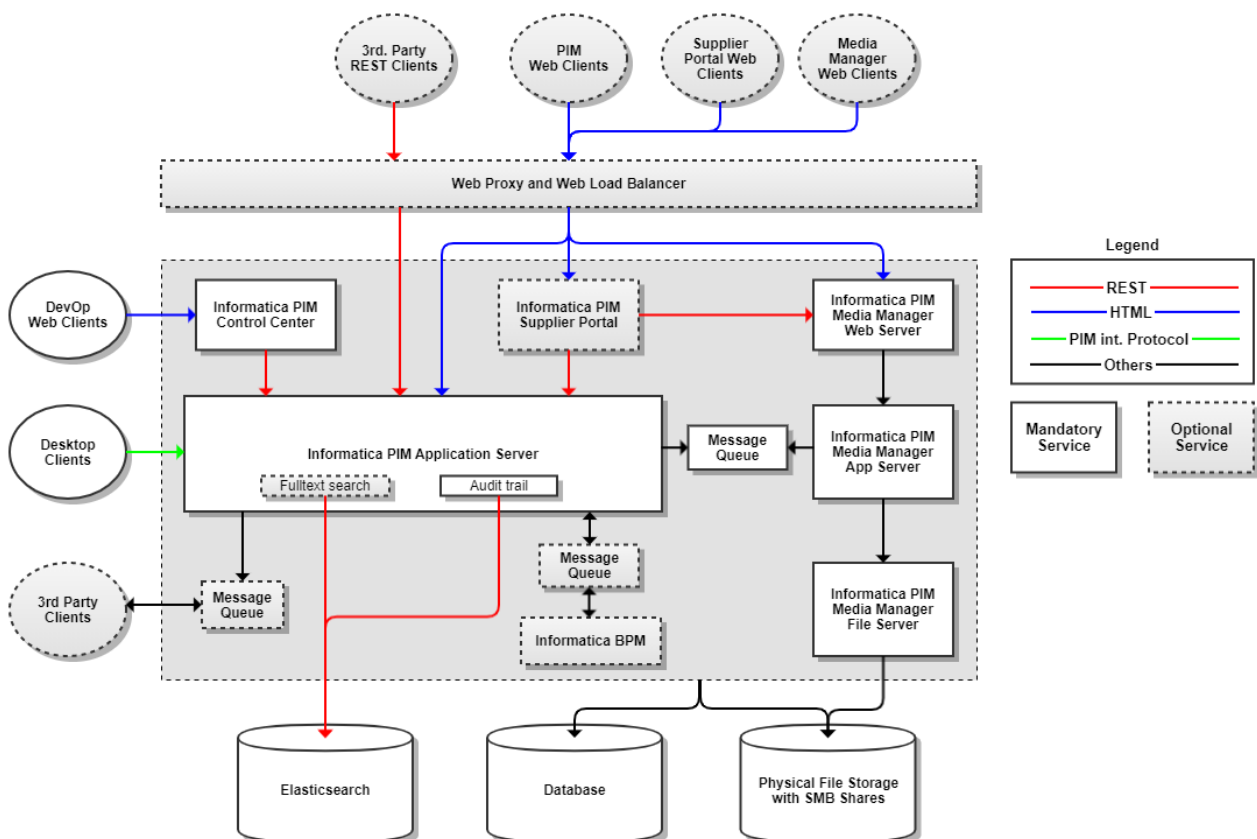 3rd. Party
REST Clients
PIM
Web Clients
Supplier
Portal Web
Clients
Media
Manager
Web Clients
Web Proxy and Web Load Balancer
Legend
REST
HTML
PIM int. Protocol
Others
Mandatory
Service
Optional
Service
DevOp
Web Clients
Informatica PIM
Control Center
Informatica PIM
Supplier Portal
Informatica PIM
Media Manager
Web Server
Desktop
Clients
Informatica PIM Application Server
Fulltext search
Audit trail
Message
Queue
Informatica PIM
Media Manager
App Server
3rd Party
Clients
Message
Queue
Message
Queue
Informatica BPM
Informatica PIM
Media Manager
File Server
Elasticsearch
Database
Physical File Storage
with SMB Shares